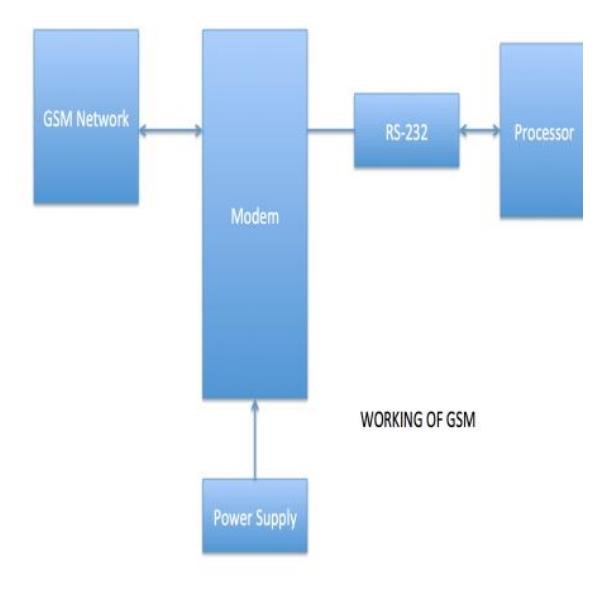 GSM Network
Modem
RS-232
Processor
WORKING OF GSM
Power Supply